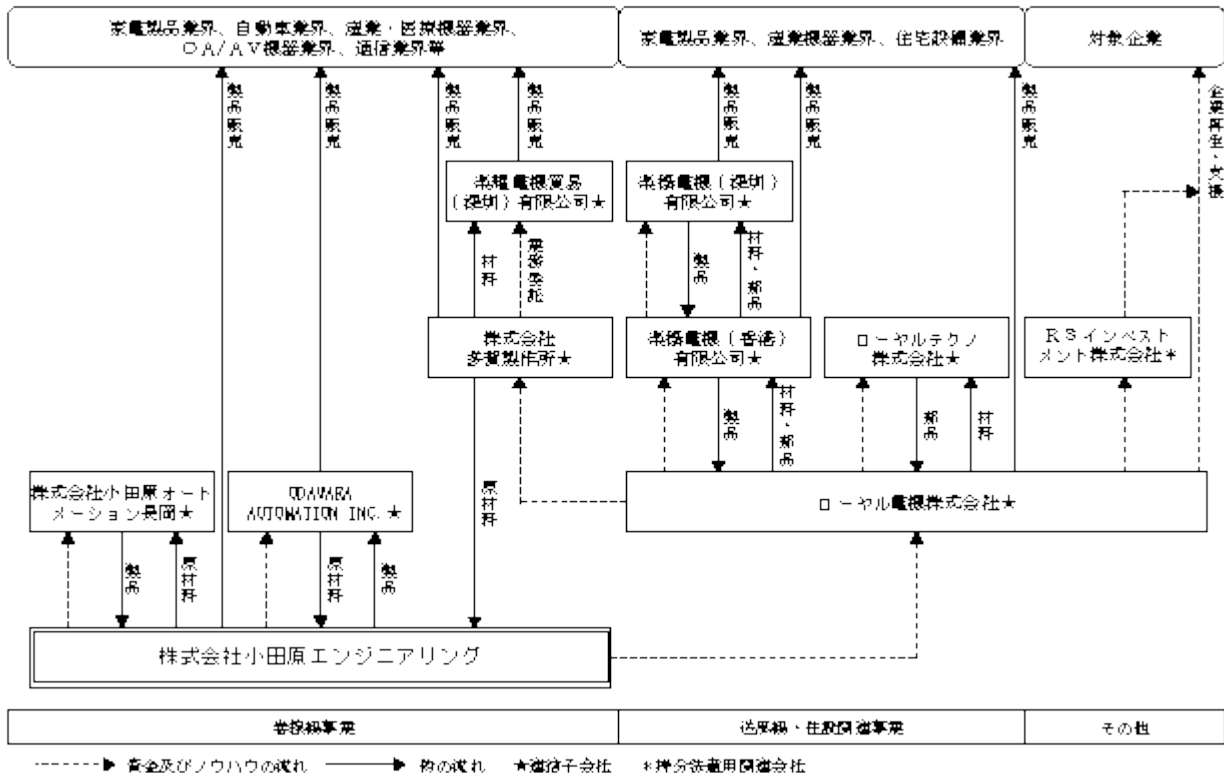 家電製品業界、自動車業界、産業・医療機器業界、
OA/AV機器業界、通信業界等
家電製品業界、産業機器業界、住宅設備業界
対象企業
製品販売
製品販売
製品販売
製品販売
製品販売
製品販売
製品販売
企業再生・支援
電機貿易
(深圳)有限公司★
電機(深圳)
有限公司★
材料
業務委託
製品
材料・部品
株式会社
多賀製作所★
電機(香港)
有限公司★
ローヤルテクノ
株式会社★
RSインベスト
メント株式会社*
製品
材料・部品
部品
材料
株式会社小田原オート
メーション長岡★
ODAWARA
AUTOMATION INC.★
原材料
ローヤル電機株式会社★
製品
原材料
原材料
製品
株式会社小田原エンジニアリング
巻線機事業
送風機・住設関連事業
その他
資金及びノウハウの流れ
物の流れ
★連結子会社
*持分法適用関連会社